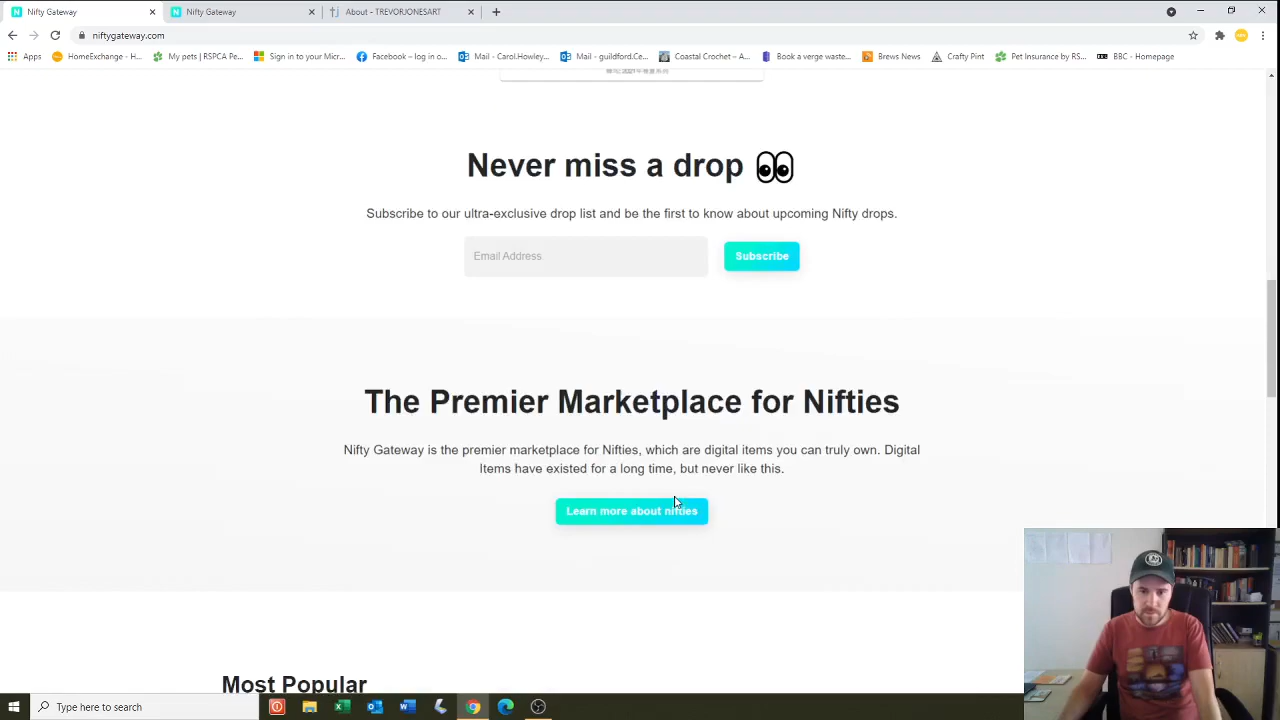 Nifty Gateway
Nifty Gateway
About – TREVORJONESART
niftygateway.com
Apps
HomeExchange - H...
My pets | RSPCA Pe...
Sign in to your Micr...
Facebook – log in o...
Mail - Carol.Howley...
Mail - guildford.Ce...
Coastal Crochet – A...
Book a verge waste...
Brews News
Crafty Pint
Pet Insurance by RS...
BBC - Homepage
Never miss a drop
Subscribe to our ultra-exclusive drop list and be the first to know about upcoming Nifty drops.
Email Address
Subscribe
The Premier Marketplace for Nifties
Nifty Gateway is the premier marketplace for Nifties, which are digital items you can truly own. Digital
Items have existed for a long time, but never like this.
Learn more about nifties
Most Popular
Type here to search